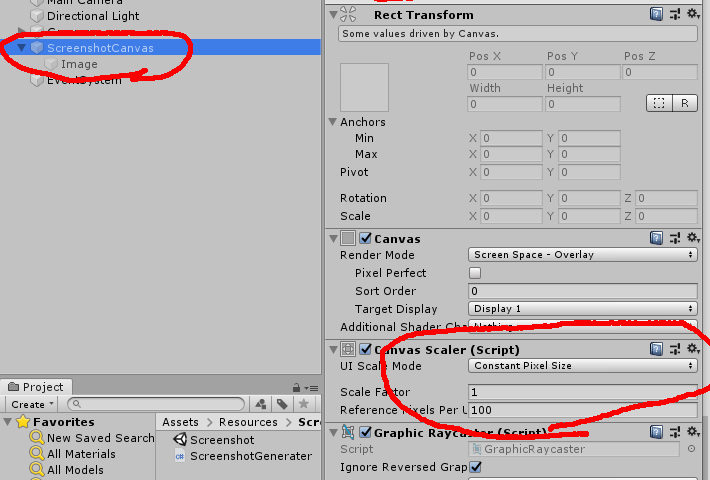 Main Camera
Directional Light
ScreenshotCanvas
Image
EventSystem
Project
Create
Favorites
New Saved Search
All Materials
All Models
Assets Resources Scr
Screenshot
ScreenshotGenerater
Rect Transform
Some values driven by Canvas.
Pos X Pos Y Pos Z
0 0 0
Width Height
0 0
R
Anchors
Min X 0 Y 0
Max X 0 Y 0
Pivot X 0 Y 0
Rotation X 0 Y 0 Z 0
Scale X 0 Y 0 Z 0
Canvas
Render Mode Screen Space - Overlay
Pixel Perfect
Sort Order 0
Target Display Display 1
Additional Shader Cha Nothing
Canvas Scaler (Script)
UI Scale Mode Constant Pixel Size
Scale Factor 1
Reference Pixels Per U 100
Graphic Raycaster (Script)
Script GraphicRaycaster
Ignore Reversed Grap